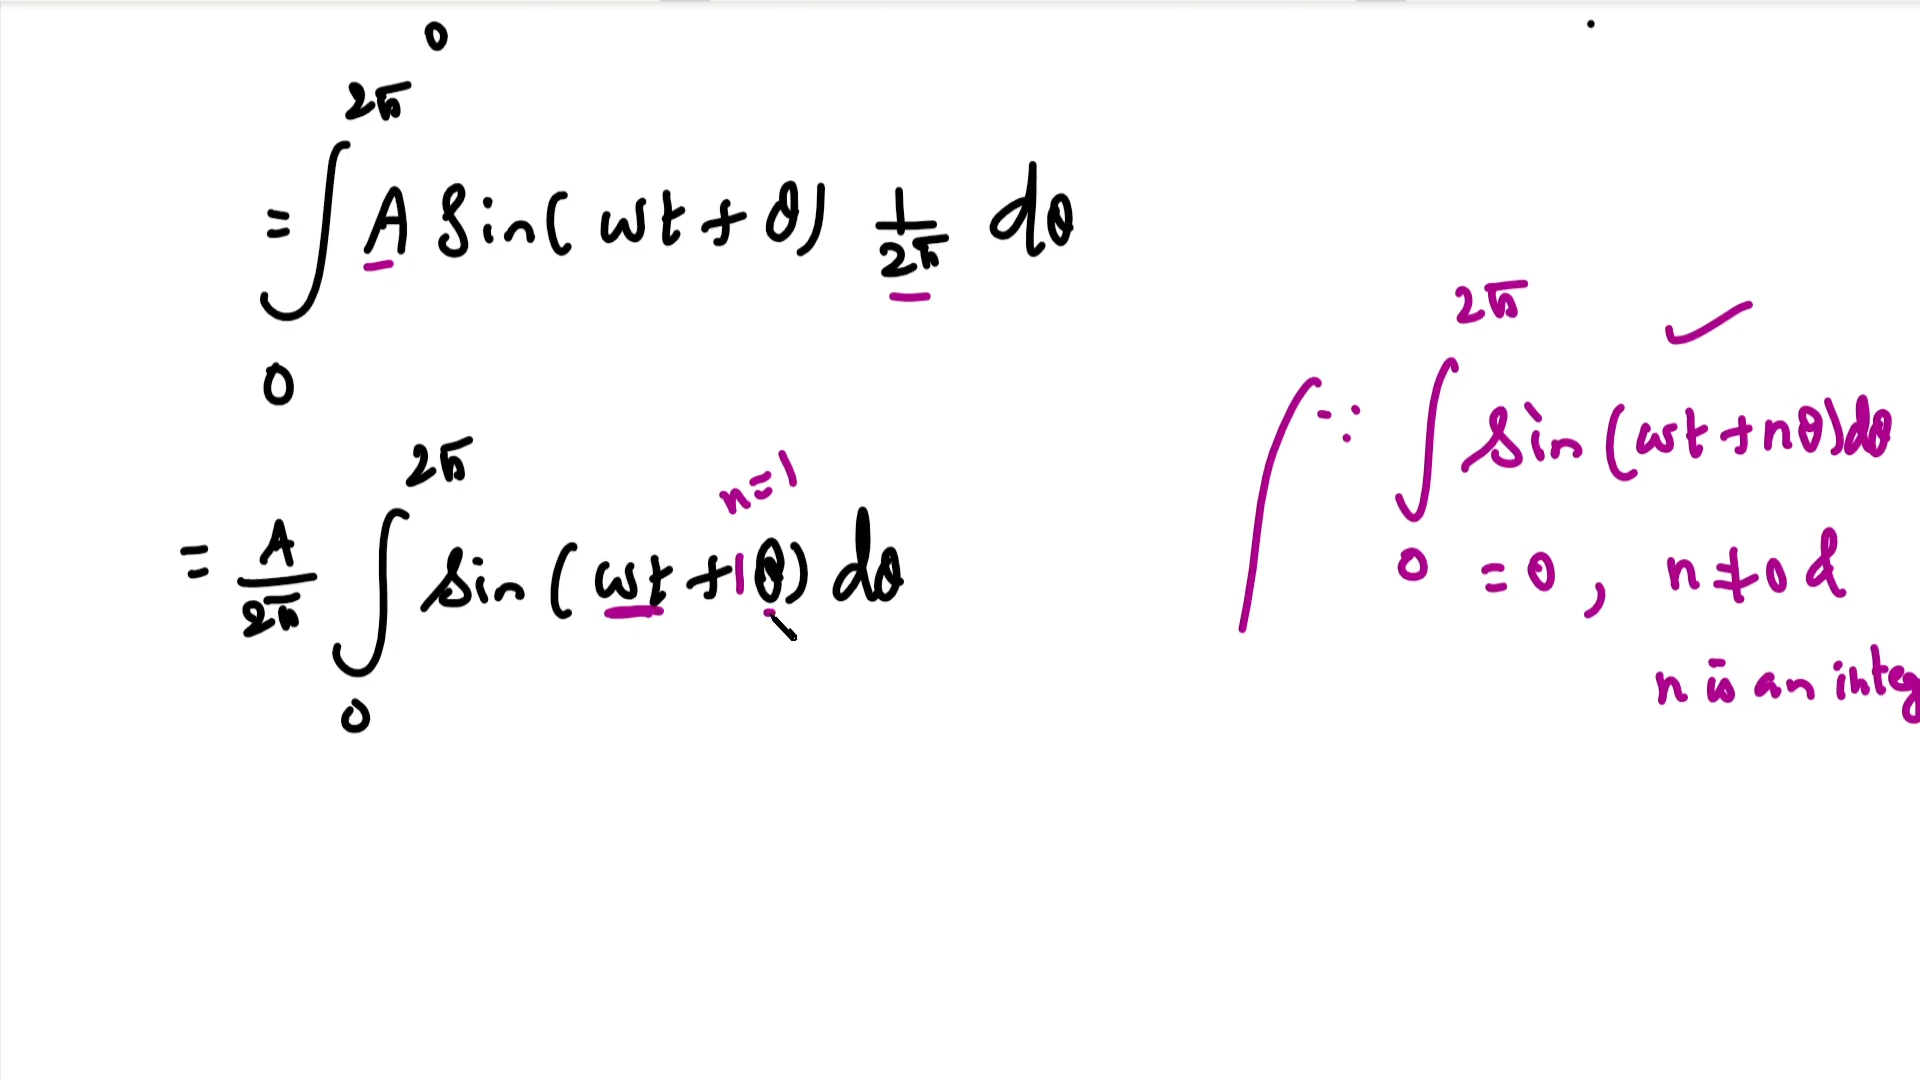 0
= ∫₀^2π A Sin(ωt + θ) 1/2π dθ
n=1
= A/2π ∫₀^2π sin(ωt + 1θ) dθ
∵ ∫₀^2π sin(ωt + nθ)dθ
= 0, n ≠ 0 &
n is an integ